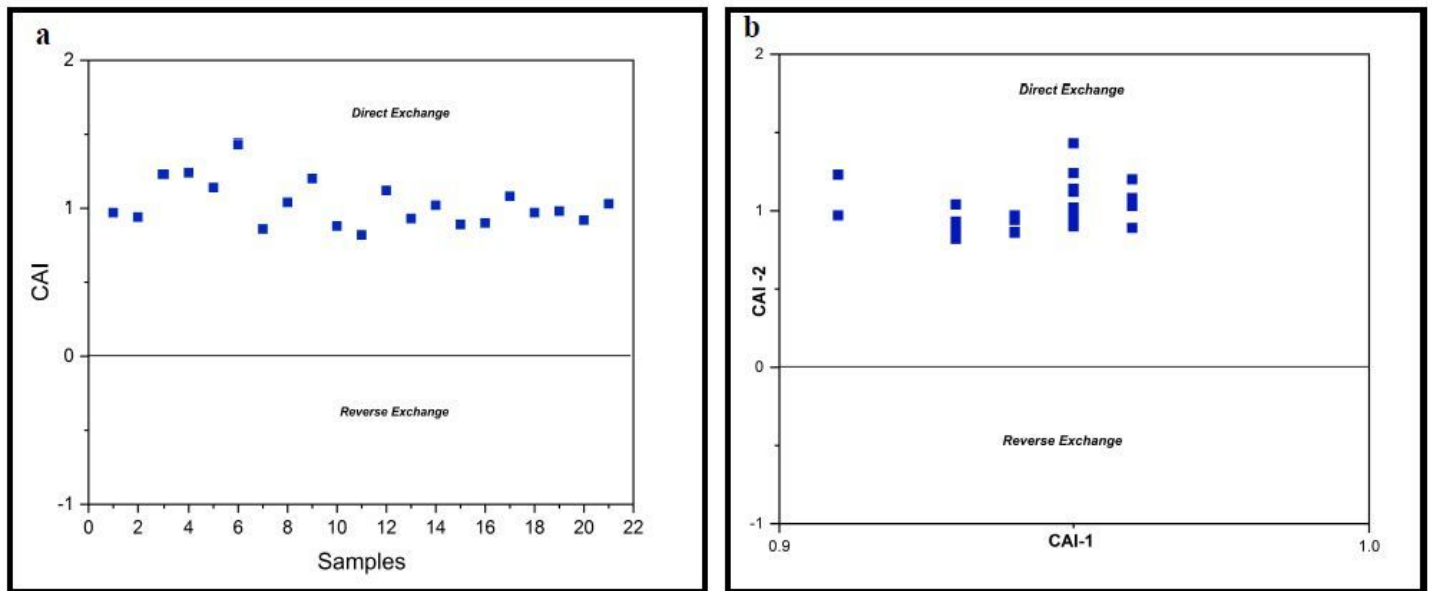 a
2
Direct Exchange
1
CAI
0
Reverse Exchange
-1
0 2 4 6 8 10 12 14 16 18 20 22
Samples
b
2
Direct Exchange
1
CAI -2
0
Reverse Exchange
-1
0.9 1.0
CAI-1